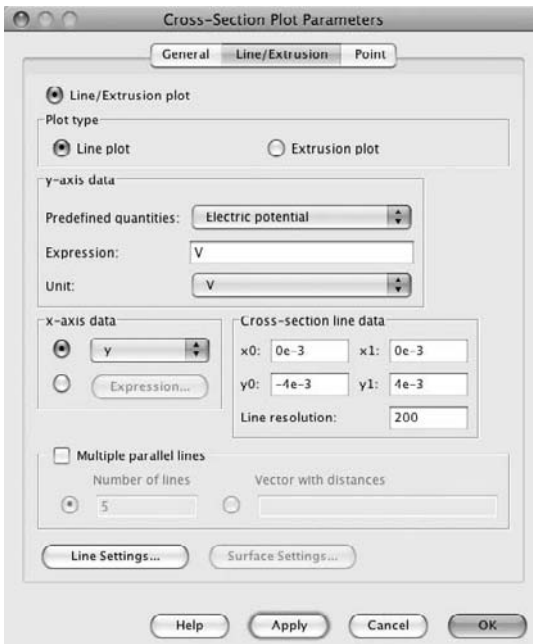 Cross-Section Plot Parameters
General Line/Extrusion Point
Line/Extrusion plot
Plot type
Line plot Extrusion plot
y-axis data
Predefined quantities: Electric potential
Expression: V
Unit: V
x-axis data
y
Expression...
Cross-section line data
x0: 0e-3 x1: 0e-3
y0: -4e-3 y1: 4e-3
Line resolution: 200
Multiple parallel lines
Number of lines Vector with distances
5
Line Settings... Surface Settings...
Help Apply Cancel OK